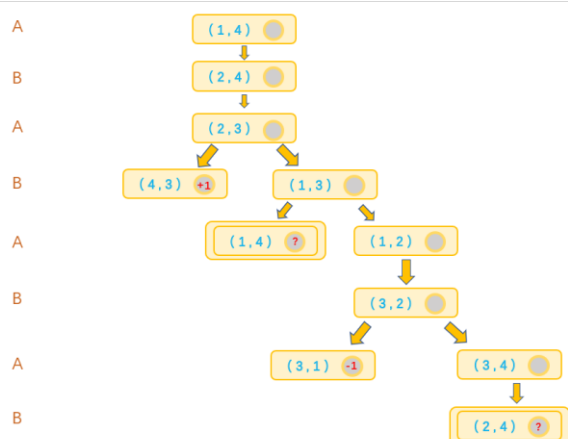 A (1,4)
B (2,4)
A (2,3)
B (4,3) +1 (1,3)
A (1,4) ? (1,2)
B (3,2)
A (3,1) -1 (3,4)
B (2,4) ?